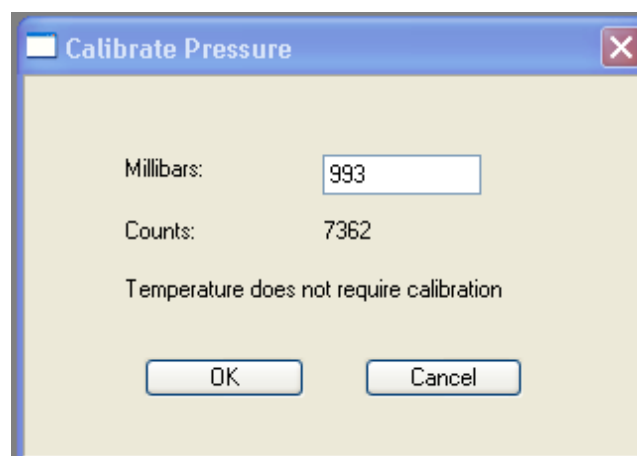 Calibrate Pressure
Millibars: 993
Counts: 7362
Temperature does not require calibration
OK Cancel